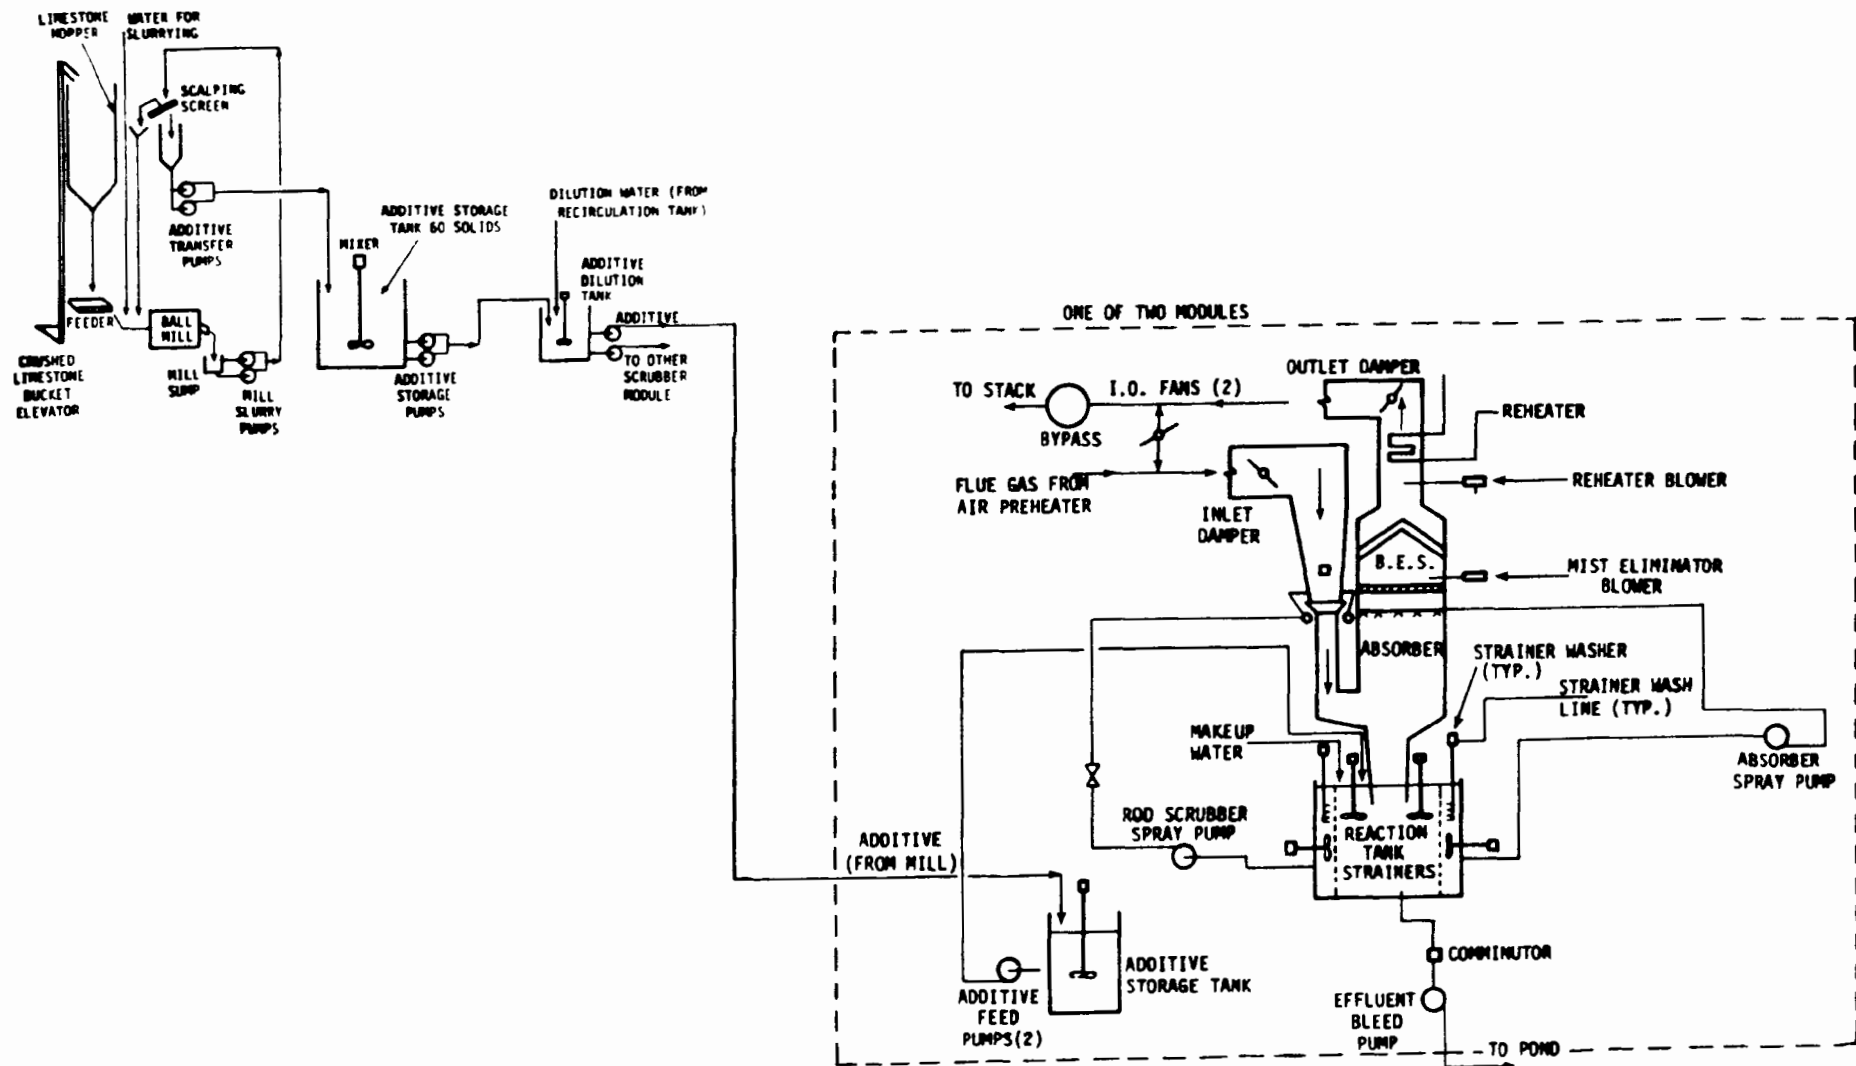 LIMESTONE
HOPPER
WATER FOR
SLURRYING
SCALPING
SCREEN
ADDITIVE
TRANSFER
PUMPS
FEEDER
BALL
MILL
CRUSHED
LIMESTONE
BUCKET
ELEVATOR
MILL
SUMP
MILL
SLURRY
PUMPS
MIXER
ADDITIVE STORAGE
TANK 60 SOLIDS
ADDITIVE
STORAGE
PUMPS
DILUTION WATER (FROM
RECIRCULATION TANK)
ADDITIVE
DILUTION
TANK
ADDITIVE
TO OTHER
SCRUBBER
MODULE
ONE OF TWO MODULES
TO STACK
I.O. FANS (2)
BYPASS
OUTLET DAMPER
REHEATER
FLUE GAS FROM
AIR PREHEATER
INLET
DAMPER
REHEATER BLOWER
B.E.S.
MIST ELIMINATOR
BLOWER
ABSORBER
STRAINER WASHER
(TYP.)
STRAINER WASH
LINE (TYP.)
MAKEUP
WATER
ABSORBER
SPRAY PUMP
ROD SCRUBBER
SPRAY PUMP
REACTION
TANK
STRAINERS
ADDITIVE
(FROM MILL)
ADDITIVE
STORAGE TANK
ADDITIVE
FEED
PUMPS(2)
COMMINUTOR
EFFLUENT
BLEED
PUMP
TO POND